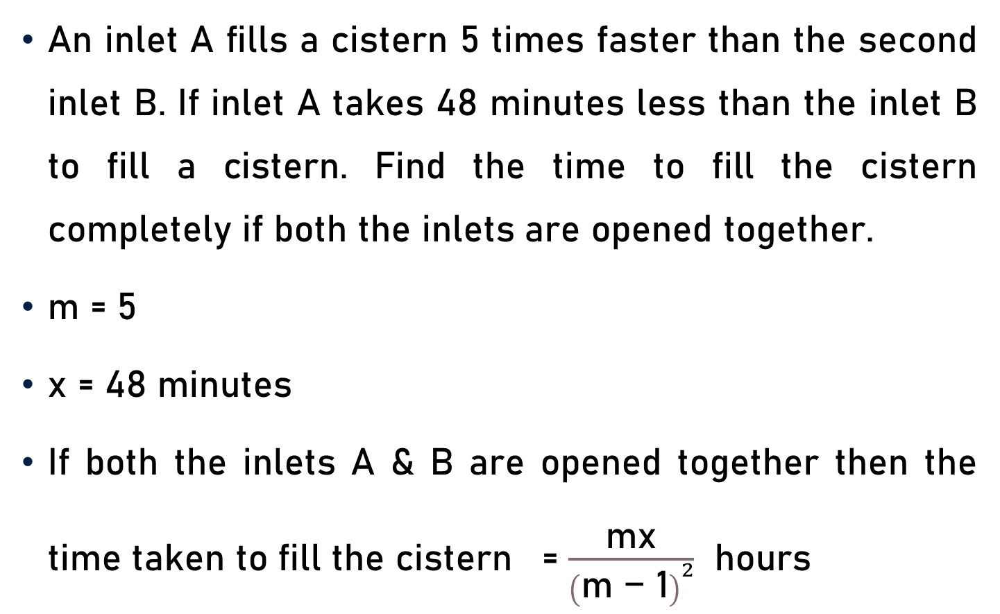 • An inlet A fills a cistern 5 times faster than the second
inlet B. If inlet A takes 48 minutes less than the inlet B
to fill a cistern. Find the time to fill the cistern
completely if both the inlets are opened together.
• m = 5
• x = 48 minutes
• If both the inlets A & B are opened together then the
time taken to fill the cistern = mx / (m − 1)² hours